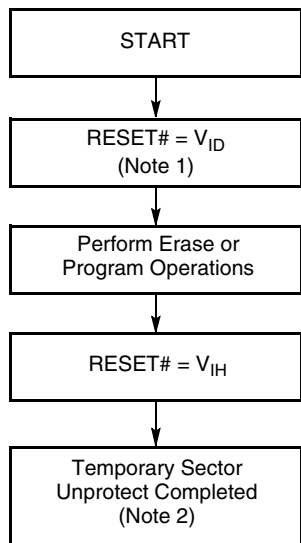 START
RESET# = VID
(Note 1)
Perform Erase or
Program Operations
RESET# = VIH
Temporary Sector
Unprotect Completed
(Note 2)